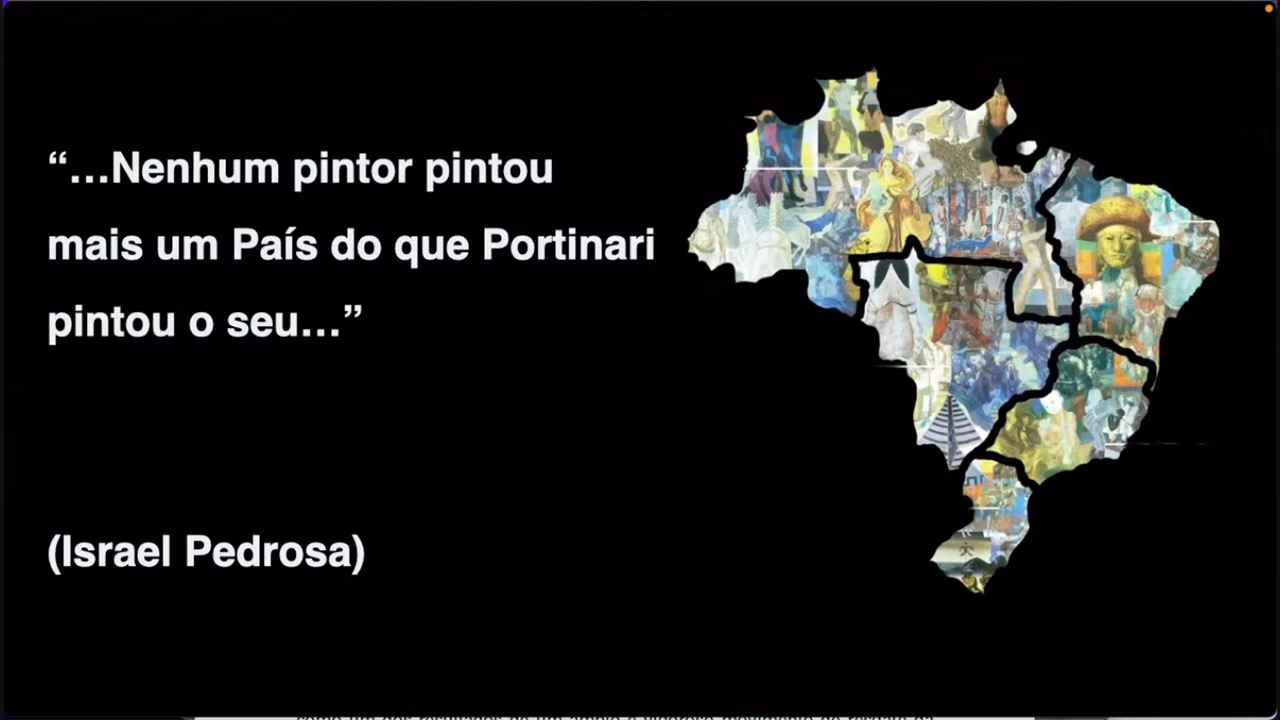 “…Nenhum pintor pintou
mais um País do que Portinari
pintou o seu…”
(Israel Pedrosa)